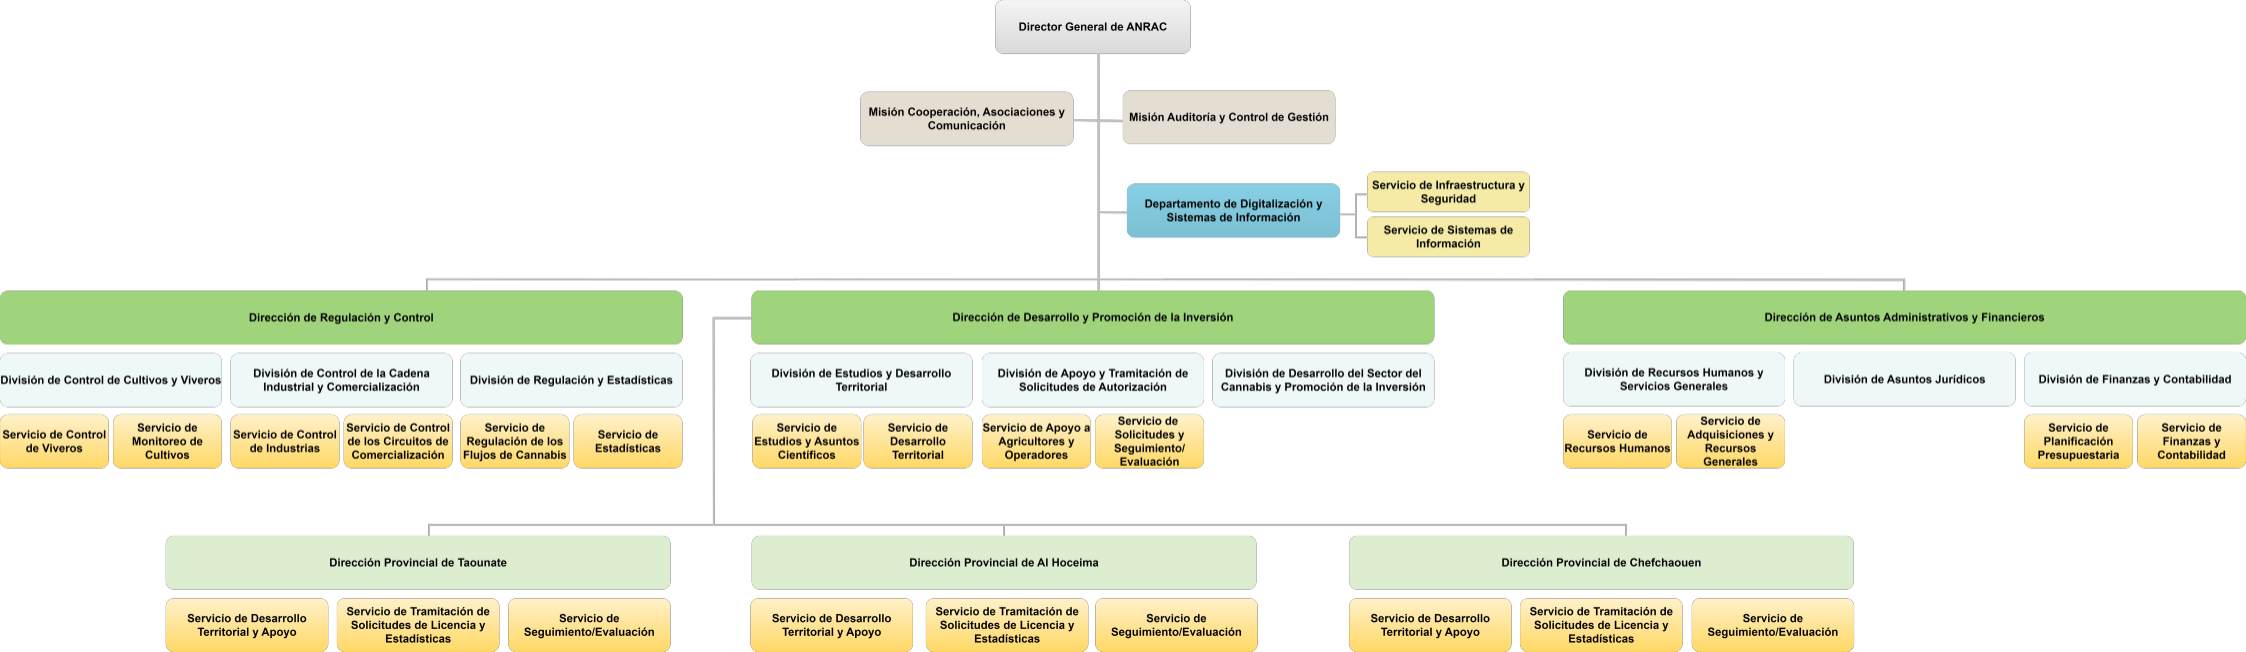 Director General de ANRAC
Misión Cooperación, Asociaciones y
Comunicación
Misión Auditoría y Control de Gestión
Departamento de Digitalización y
Sistemas de Información
Servicio de Infraestructura y
Seguridad
Servicio de Sistemas de
Información
Dirección de Regulación y Control
Dirección de Desarrollo y Promoción de la Inversión
Dirección de Asuntos Administrativos y Financieros
División de Control de Cultivos y Viveros
División de Control de la Cadena
Industrial y Comercialización
División de Regulación y Estadísticas
División de Estudios y Desarrollo
Territorial
División de Apoyo y Tramitación de
Solicitudes de Autorización
División de Desarrollo del Sector del
Cannabis y Promoción de la Inversión
División de Recursos Humanos y
Servicios Generales
División de Asuntos Jurídicos
División de Finanzas y Contabilidad
Servicio de Control
de Viveros
Servicio de
Monitoreo de
Cultivos
Servicio de Control
de Industrias
Servicio de Control
de los Circuitos de
Comercialización
Servicio de
Regulación de los
Flujos de Cannabis
Servicio de
Estadísticas
Servicio de
Estudios y Asuntos
Científicos
Servicio de
Desarrollo
Territorial
Servicio de Apoyo a
Agricultores y
Operadores
Servicio de
Solicitudes y
Seguimiento/
Evaluación
Servicio de
Recursos Humanos
Servicio de
Adquisiciones y
Recursos
Generales
Servicio de
Planificación
Presupuestaria
Servicio de
Finanzas y
Contabilidad
Dirección Provincial de Taounate
Dirección Provincial de Al Hoceima
Dirección Provincial de Chefchaouen
Servicio de Desarrollo
Territorial y Apoyo
Servicio de Tramitación de
Solicitudes de Licencia y
Estadísticas
Servicio de
Seguimiento/Evaluación
Servicio de Desarrollo
Territorial y Apoyo
Servicio de Tramitación de
Solicitudes de Licencia y
Estadísticas
Servicio de
Seguimiento/Evaluación
Servicio de Desarrollo
Territorial y Apoyo
Servicio de Tramitación de
Solicitudes de Licencia y
Estadísticas
Servicio de
Seguimiento/Evaluación